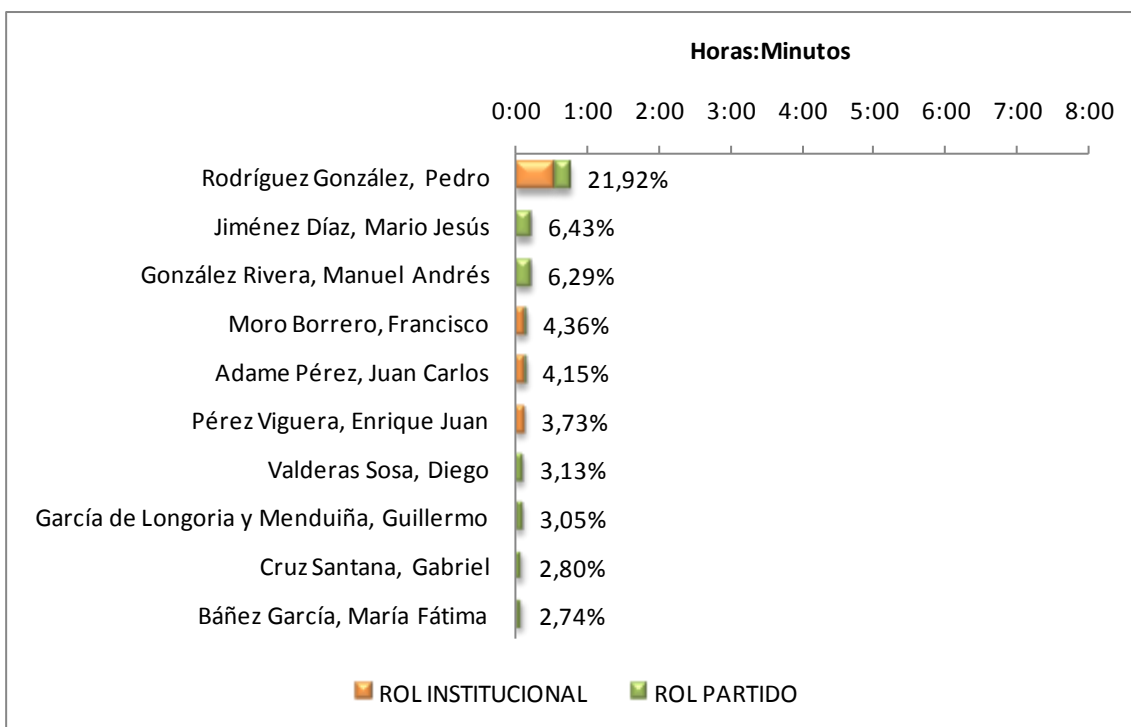 Horas:Minutos
0:00 1:00 2:00 3:00 4:00 5:00 6:00 7:00 8:00
Rodríguez González, Pedro 21,92%
Jiménez Díaz, Mario Jesús 6,43%
González Rivera, Manuel Andrés 6,29%
Moro Borrero, Francisco 4,36%
Adame Pérez, Juan Carlos 4,15%
Pérez Viguera, Enrique Juan 3,73%
Valderas Sosa, Diego 3,13%
García de Longoria y Menduiña, Guillermo 3,05%
Cruz Santana, Gabriel 2,80%
Báñez García, María Fátima 2,74%
ROL INSTITUCIONAL ROL PARTIDO